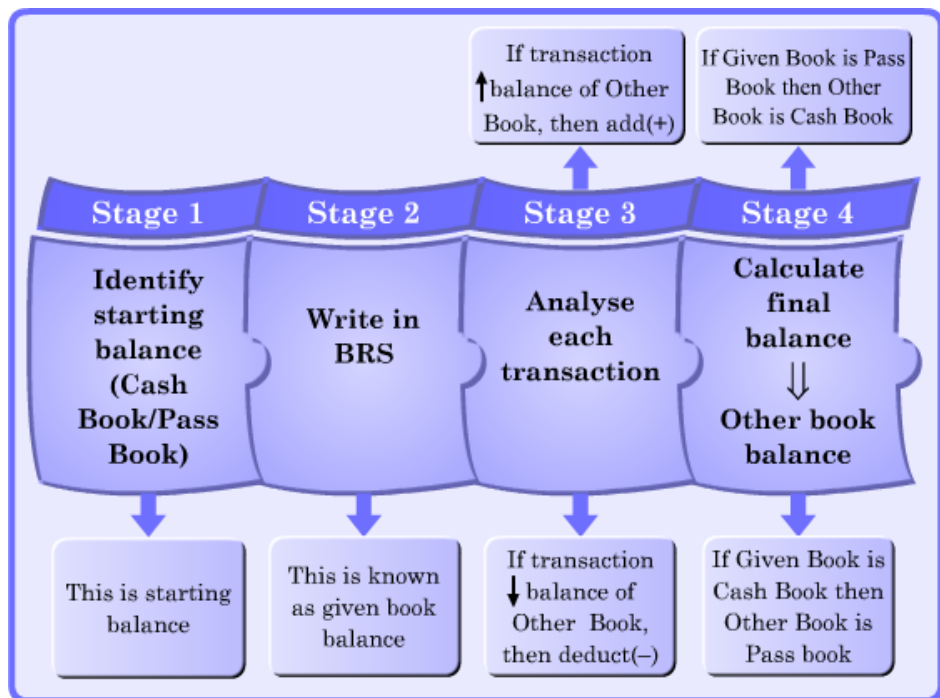 If transaction
↑ balance of Other
Book, then add(+)
If Given Book is Pass
Book then Other
Book is Cash Book
Stage 1
Stage 2
Stage 3
Stage 4
Identify
starting
balance
(Cash
Book/Pass
Book)
Write in
BRS
Analyse
each
transaction
Calculate
final
balance
⇓
Other book
balance
This is starting
balance
This is known
as given book
balance
If transaction
↓ balance of
Other Book,
then deduct(–)
If Given Book is
Cash Book then
Other Book is
Pass book